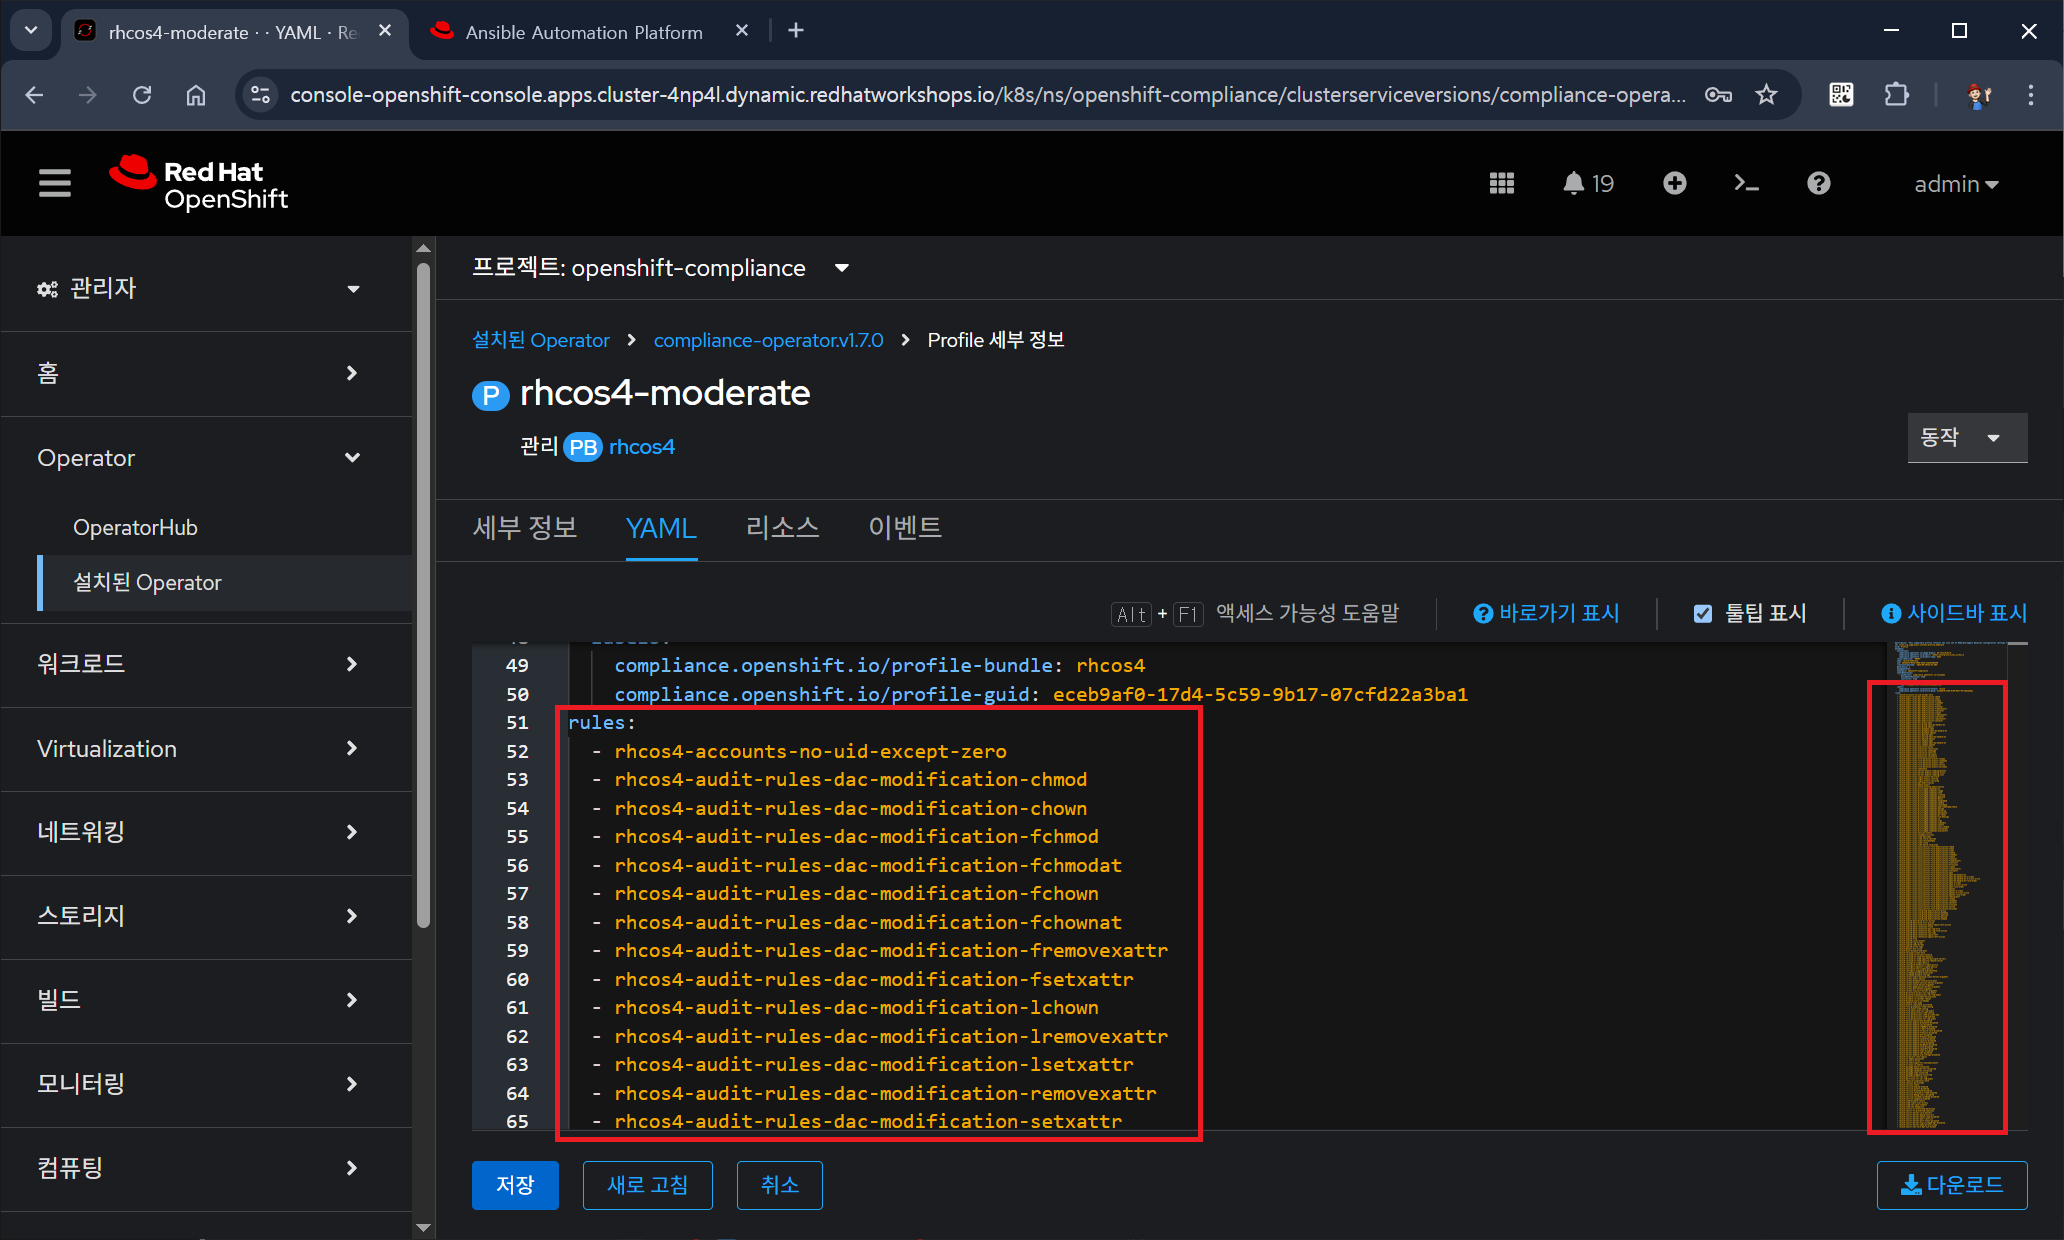 rhcos4-moderate · · YAML · Re
Ansible Automation Platform
console-openshift-console.apps.cluster-4np4l.dynamic.redhatworkshops.io/k8s/ns/openshift-compliance/clusterserviceversions/compliance-opera...
Red Hat
OpenShift
19
admin
관리자
홈
Operator
OperatorHub
설치된 Operator
워크로드
Virtualization
네트워킹
스토리지
빌드
모니터링
컴퓨팅
프로젝트: openshift-compliance
설치된 Operator > compliance-operator.v1.7.0 > Profile 세부 정보
P rhcos4-moderate
관리 PB rhcos4
동작
세부 정보 YAML 리소스 이벤트
Alt + F1 액세스 가능성 도움말 바로가기 표시 툴팁 표시 사이드바 표시
49 compliance.openshift.io/profile-bundle: rhcos4
50 compliance.openshift.io/profile-guid: eceb9af0-17d4-5c59-9b17-07cfd22a3ba1
51 rules:
52 - rhcos4-accounts-no-uid-except-zero
53 - rhcos4-audit-rules-dac-modification-chmod
54 - rhcos4-audit-rules-dac-modification-chown
55 - rhcos4-audit-rules-dac-modification-fchmod
56 - rhcos4-audit-rules-dac-modification-fchmodat
57 - rhcos4-audit-rules-dac-modification-fchown
58 - rhcos4-audit-rules-dac-modification-fchownat
59 - rhcos4-audit-rules-dac-modification-fremovexattr
60 - rhcos4-audit-rules-dac-modification-fsetxattr
61 - rhcos4-audit-rules-dac-modification-lchown
62 - rhcos4-audit-rules-dac-modification-lremovexattr
63 - rhcos4-audit-rules-dac-modification-lsetxattr
64 - rhcos4-audit-rules-dac-modification-removexattr
65 - rhcos4-audit-rules-dac-modification-setxattr
저장 새로 고침 취소 다운로드